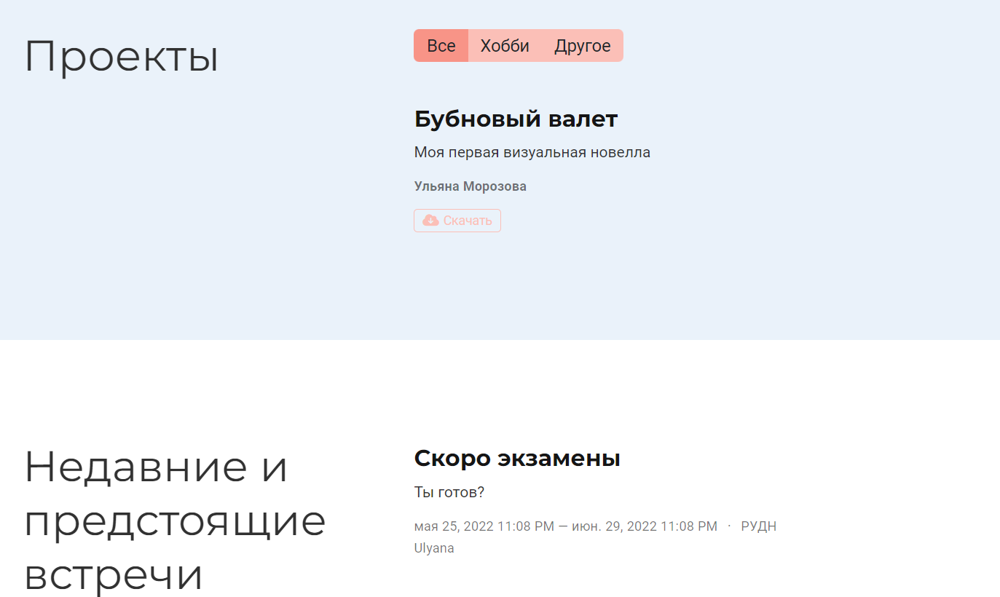 Проекты
Все Хобби Другое
Бубновый валет
Моя первая визуальная новелла
Ульяна Морозова
Скачать
Недавние и
предстоящие
встречи
Скоро экзамены
Ты готов?
мая 25, 2022 11:08 PM — июн. 29, 2022 11:08 PM · РУДН
Ulyana